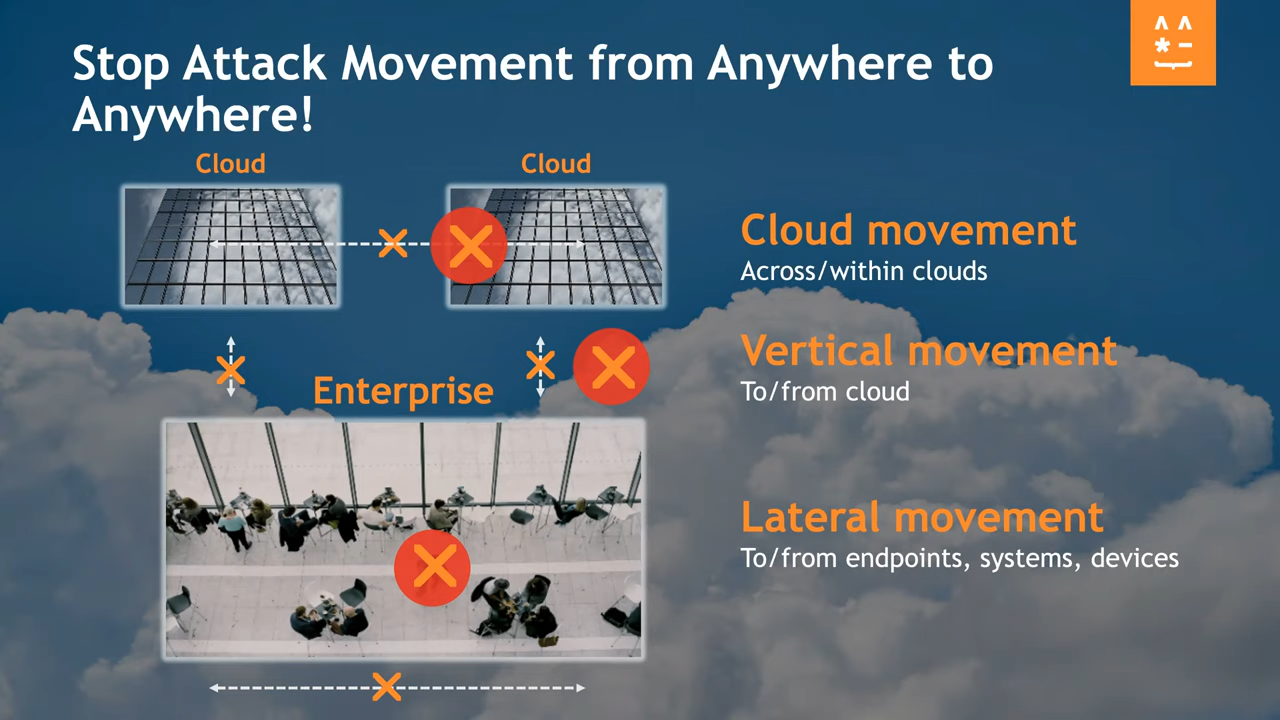 Stop Attack Movement from Anywhere to
Anywhere!
Cloud
Cloud
Cloud movement
Across/within clouds
Vertical movement
To/from cloud
Enterprise
Lateral movement
To/from endpoints, systems, devices